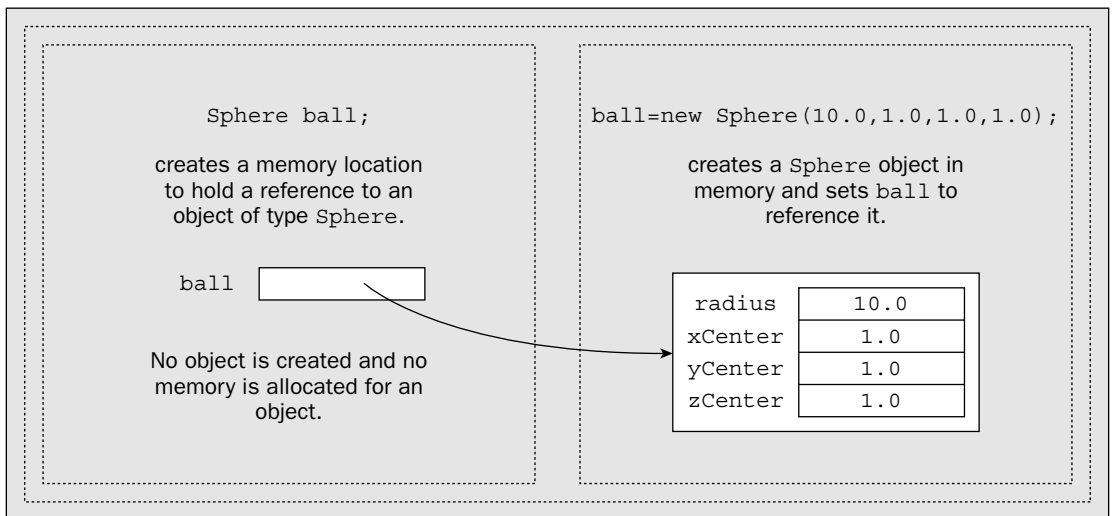 Sphere ball;
creates a memory location
to hold a reference to an
object of type Sphere.
ball
No object is created and no
memory is allocated for an
object.
ball=new Sphere(10.0,1.0,1.0,1.0);
creates a Sphere object in
memory and sets ball to
reference it.
radius 10.0
xCenter 1.0
yCenter 1.0
zCenter 1.0